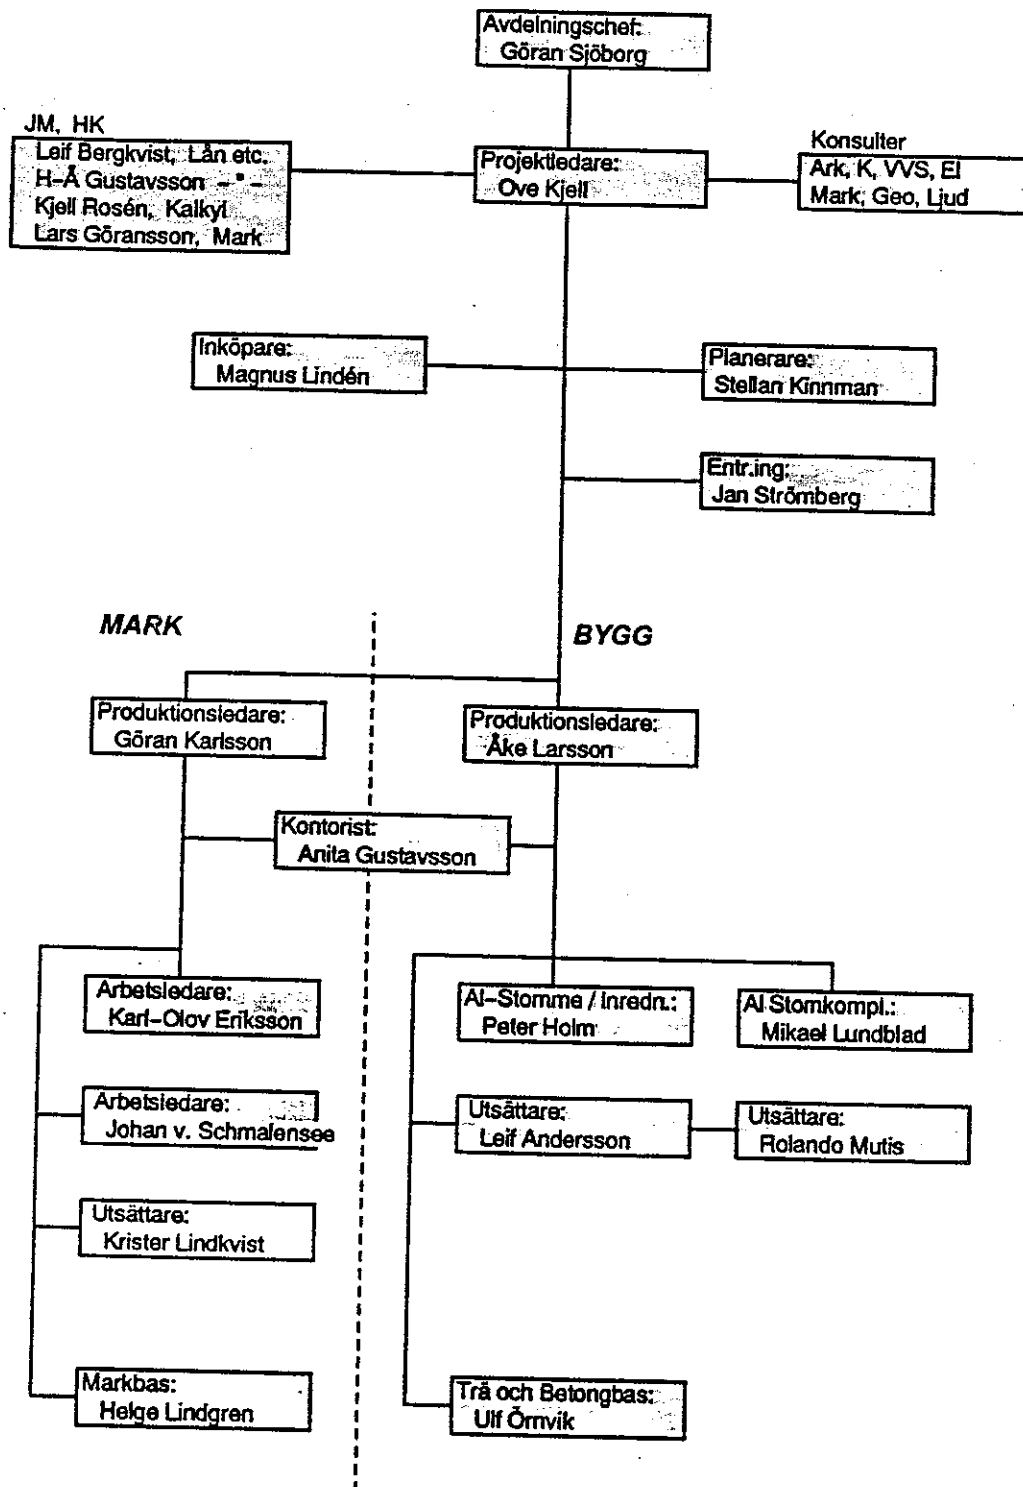 Avdelningschef:
Göran Sjöborg
JM, HK
Leif Bergkvist, Lån etc.
H-Å Gustavsson -"-
Kjell Rosén, Kalkyl
Lars Göransson, Mark
Projektledare:
Ove Kjell
Konsulter
Ark, K, VVS, El
Mark, Geo, Ljud
Inköpare:
Magnus Lindén
Planerare:
Stellan Kinnman
Entr.ing:
Jan Strömberg
MARK
BYGG
Produktionsledare:
Göran Karlsson
Produktionsledare:
Åke Larsson
Kontorist:
Anita Gustavsson
Arbetsledare:
Karl-Olov Eriksson
Al-Stomme / Inredn.:
Peter Holm
Al Stomkompl.:
Mikael Lundblad
Arbetsledare:
Johan v. Schmalensee
Utsättare:
Leif Andersson
Utsättare:
Rolando Mutis
Utsättare:
Krister Lindkvist
Markbas:
Helge Lindgren
Trä och Betongbas:
Ulf Örnvik